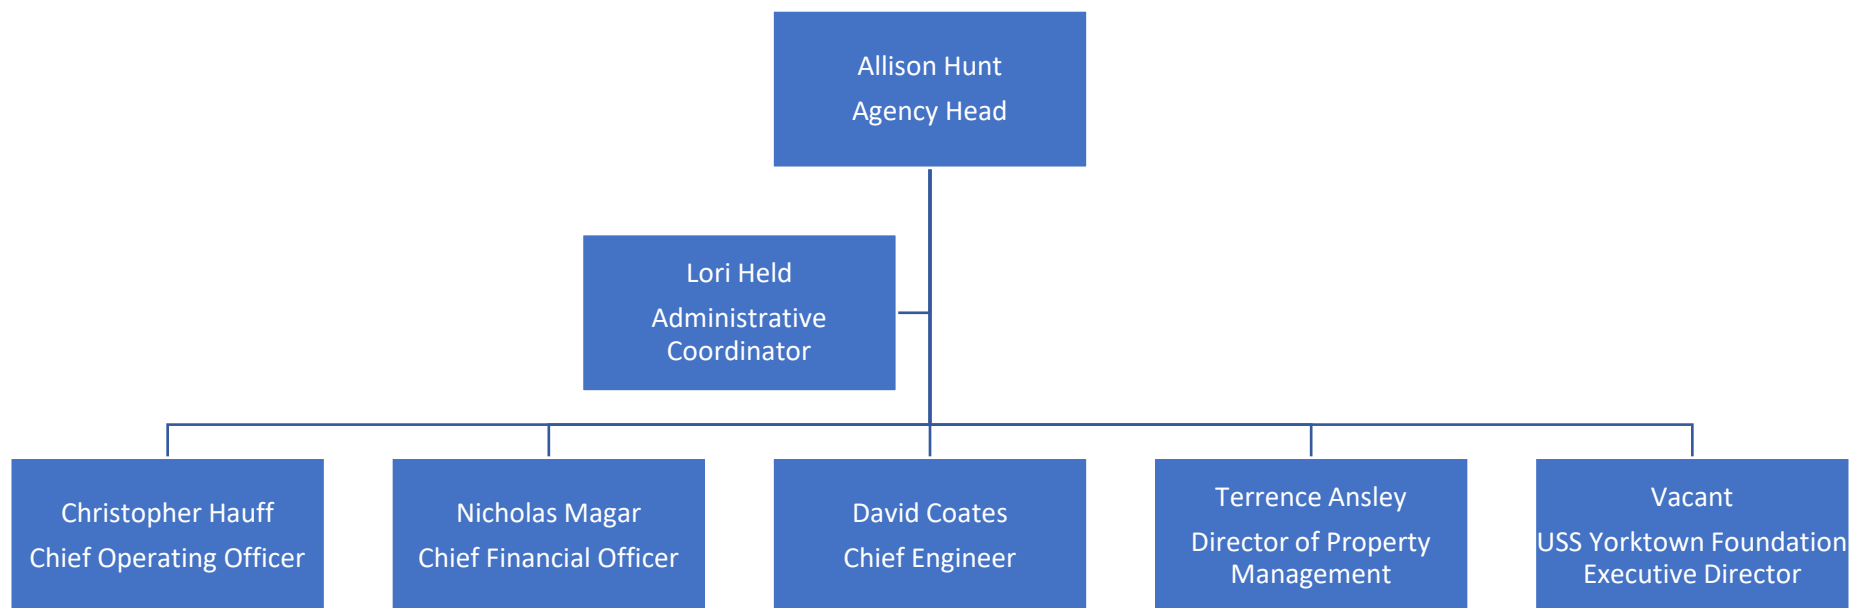 Allison Hunt
Agency Head
Lori Held
Administrative
Coordinator
Christopher Hauff
Chief Operating Officer
Nicholas Magar
Chief Financial Officer
David Coates
Chief Engineer
Terrence Ansley
Director of Property
Management
Vacant
USS Yorktown Foundation
Executive Director